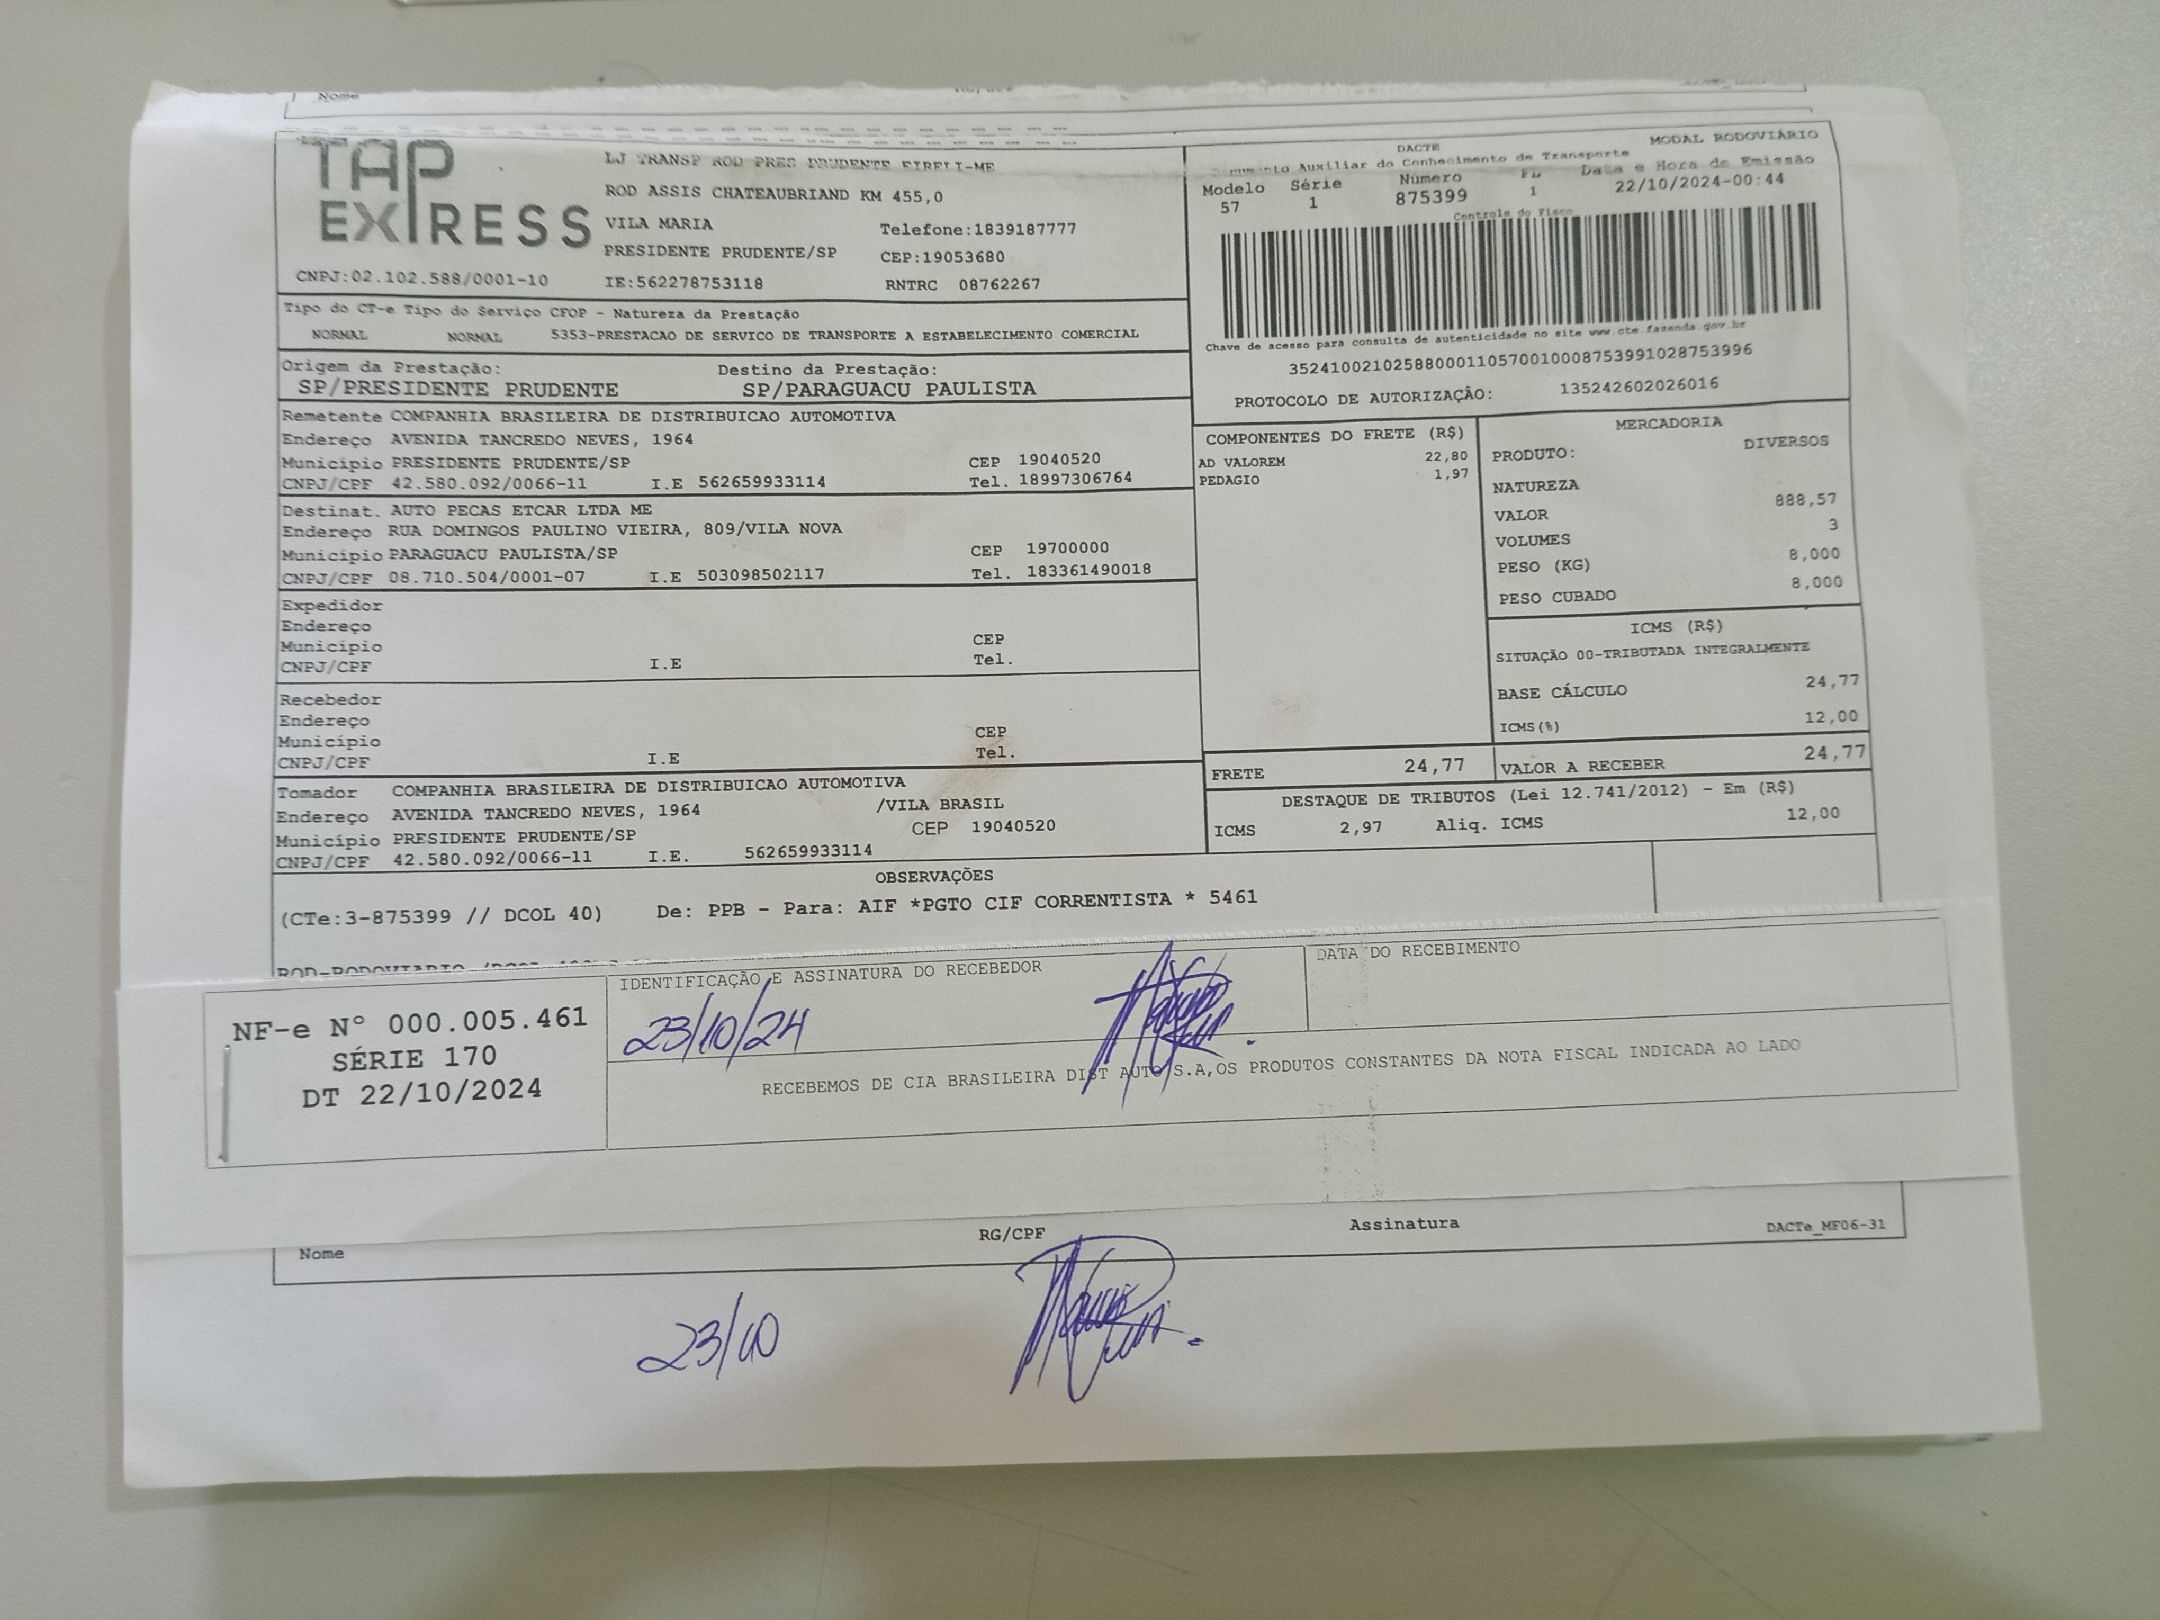 Nome
TAP
EXPRESS
CNPJ:02.102.588/0001-10
LJ TRANSP ROD PRES PRUDENTE EIRELI-ME
ROD ASSIS CHATEAUBRIAND KM 455,0
VILA MARIA Telefone:1839187777
PRESIDENTE PRUDENTE/SP CEP:19053680
IE:562278753118 RNTRC 08762267
DACTE MODAL RODOVIÁRIO
Auxiliar do Conhecimento de Transporte
Modelo Série Número FL Data e Hora de Emissão
57 1 875399 1 22/10/2024-00:44
Controle do Fisco
Chave de acesso para consulta de autenticidade no site www.cte.fazenda.gov.br
35241002102588000110570010008753991028753996
PROTOCOLO DE AUTORIZAÇÃO: 135242602026016
Tipo do CT-e Tipo do Serviço CFOP - Natureza da Prestação
NORMAL NORMAL 5353-PRESTACAO DE SERVICO DE TRANSPORTE A ESTABELECIMENTO COMERCIAL
Origem da Prestação: Destino da Prestação:
SP/PRESIDENTE PRUDENTE SP/PARAGUACU PAULISTA
Remetente COMPANHIA BRASILEIRA DE DISTRIBUICAO AUTOMOTIVA
Endereço AVENIDA TANCREDO NEVES, 1964
Município PRESIDENTE PRUDENTE/SP CEP 19040520
CNPJ/CPF 42.580.092/0066-11 I.E 562659933114 Tel. 18997306764
Destinat. AUTO PECAS ETCAR LTDA ME
Endereço RUA DOMINGOS PAULINO VIEIRA, 809/VILA NOVA
Município PARAGUACU PAULISTA/SP CEP 19700000
CNPJ/CPF 08.710.504/0001-07 I.E 503098502117 Tel. 183361490018
Expedidor
Endereço
Município CEP
CNPJ/CPF I.E Tel.
Recebedor
Endereço
Município CEP
CNPJ/CPF I.E Tel.
Tomador COMPANHIA BRASILEIRA DE DISTRIBUICAO AUTOMOTIVA
Endereço AVENIDA TANCREDO NEVES, 1964 /VILA BRASIL
Município PRESIDENTE PRUDENTE/SP CEP 19040520
CNPJ/CPF 42.580.092/0066-11 I.E. 562659933114
COMPONENTES DO FRETE (R$)
AD VALOREM 22,80
PEDAGIO 1,97
MERCADORIA
PRODUTO: DIVERSOS
NATUREZA
VALOR 888,57
VOLUMES 3
PESO (KG) 8,000
PESO CUBADO 8,000
ICMS (R$)
SITUAÇÃO 00-TRIBUTADA INTEGRALMENTE
BASE CÁLCULO 24,77
ICMS(%) 12,00
FRETE 24,77 VALOR A RECEBER 24,77
DESTAQUE DE TRIBUTOS (Lei 12.741/2012) - Em (R$)
ICMS 2,97 Aliq. ICMS 12,00
OBSERVAÇÕES
(CTe:3-875399 // DCOL 40) De: PPB - Para: AIF *PGTO CIF CORRENTISTA * 5461
ROD-RODOVIARIO
NF-e Nº 000.005.461
SÉRIE 170
DT 22/10/2024
IDENTIFICAÇÃO E ASSINATURA DO RECEBEDOR DATA DO RECEBIMENTO
23/10/24
RECEBEMOS DE CIA BRASILEIRA DIST AUTO S.A,OS PRODUTOS CONSTANTES DA NOTA FISCAL INDICADA AO LADO
Nome RG/CPF Assinatura DACTe_MF06-31
23/10